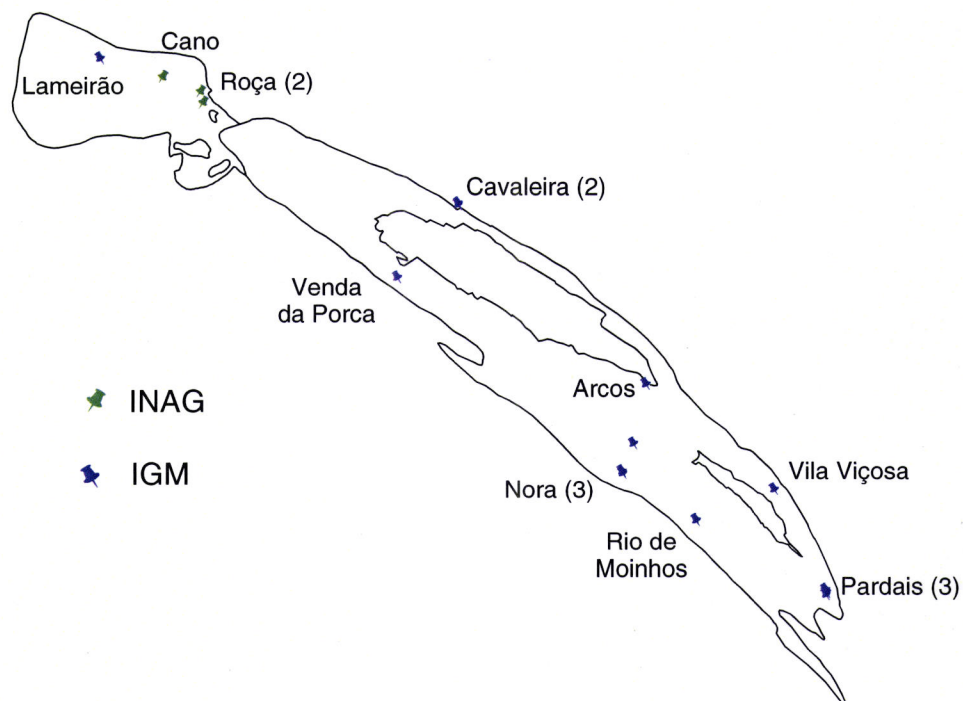 Cano
Lameirão
Roça (2)
Cavaleira (2)
Venda
da Porca
Arcos
INAG
IGM
Vila Viçosa
Nora (3)
Rio de
Moinhos
Pardais (3)